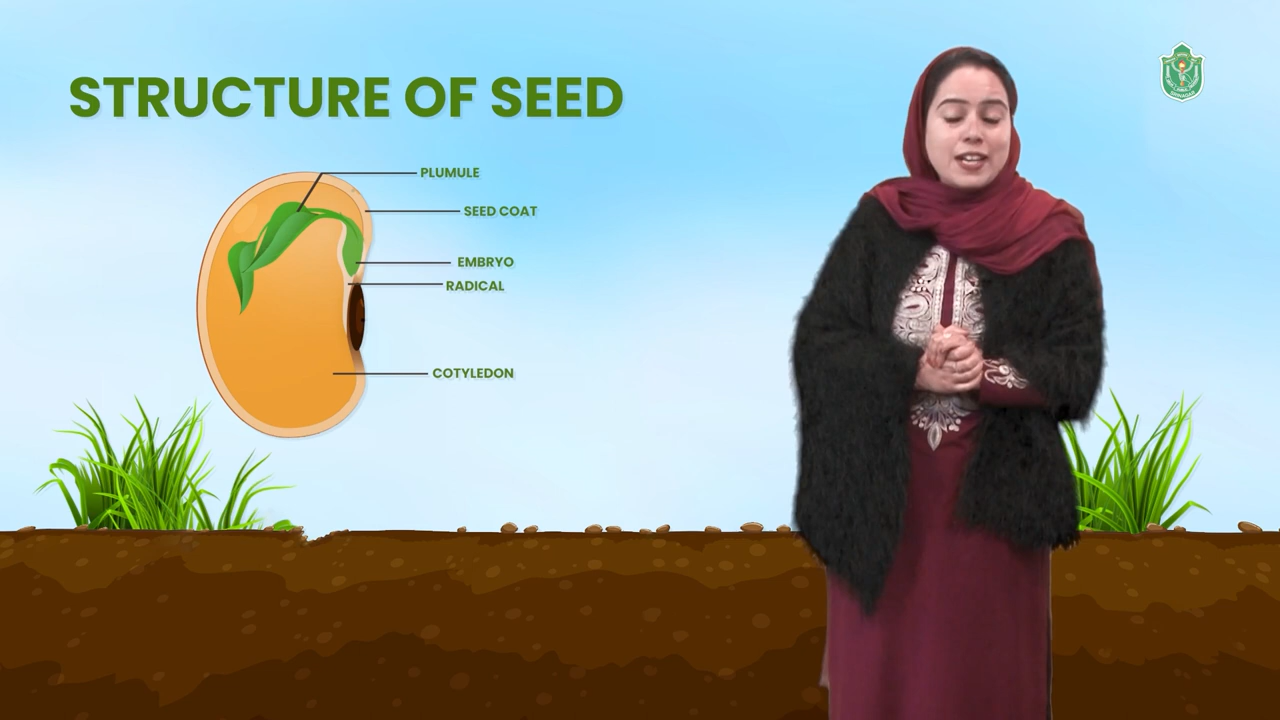 STRUCTURE OF SEED
PLUMULE
SEED COAT
EMBRYO
RADICAL
COTYLEDON